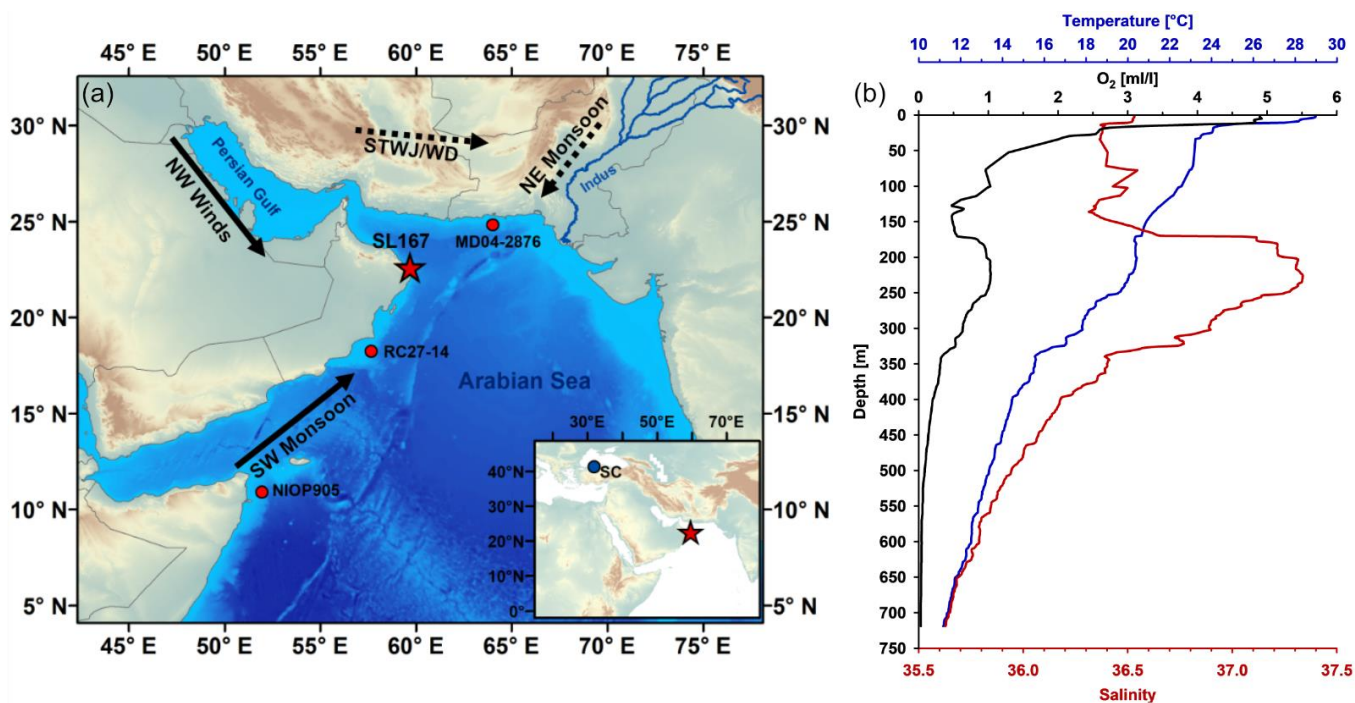 45° E 50° E 55° E 60° E 65° E 70° E 75° E
(a)
30° N
25° N
20° N
15° N
10° N
5° N
30° N
25° N
20° N
15° N
10° N
5° N
NW Winds
Persian Gulf
STWJ/WD
NE Monsoon
Indus
SL167
MD04-2876
RC27-14
Arabian Sea
SW Monsoon
NIOP905
30°E 50°E 70°E
40°N
30°N
20°N
10°N
0°
SC
45° E 50° E 55° E 60° E 65° E 70° E 75° E
Temperature [°C]
10 12 14 16 18 20 22 24 26 28 30
O2 [ml/l]
0 1 2 3 4 5 6
(b)
Depth [m]
0
50
100
150
200
250
300
350
400
450
500
550
600
650
700
750
35.5 36.0 36.5 37.0 37.5
Salinity